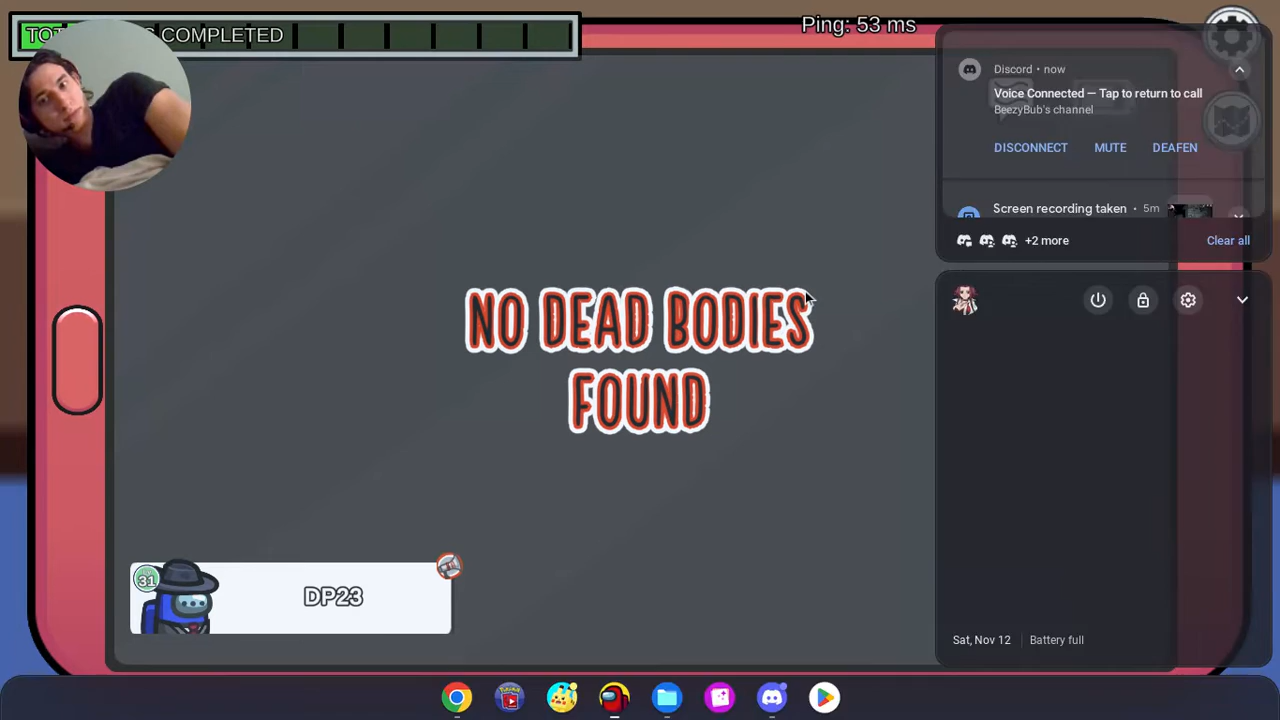 TOT COMPLETED
Ping: 53 ms
Discord • now
Voice Connected — Tap to return to call
BeezyBub's channel
DISCONNECT MUTE DEAFEN
Screen recording taken • 5m
+2 more
Clear all
NO DEAD BODIES
FOUND
31
DP23
Sat, Nov 12
Battery full